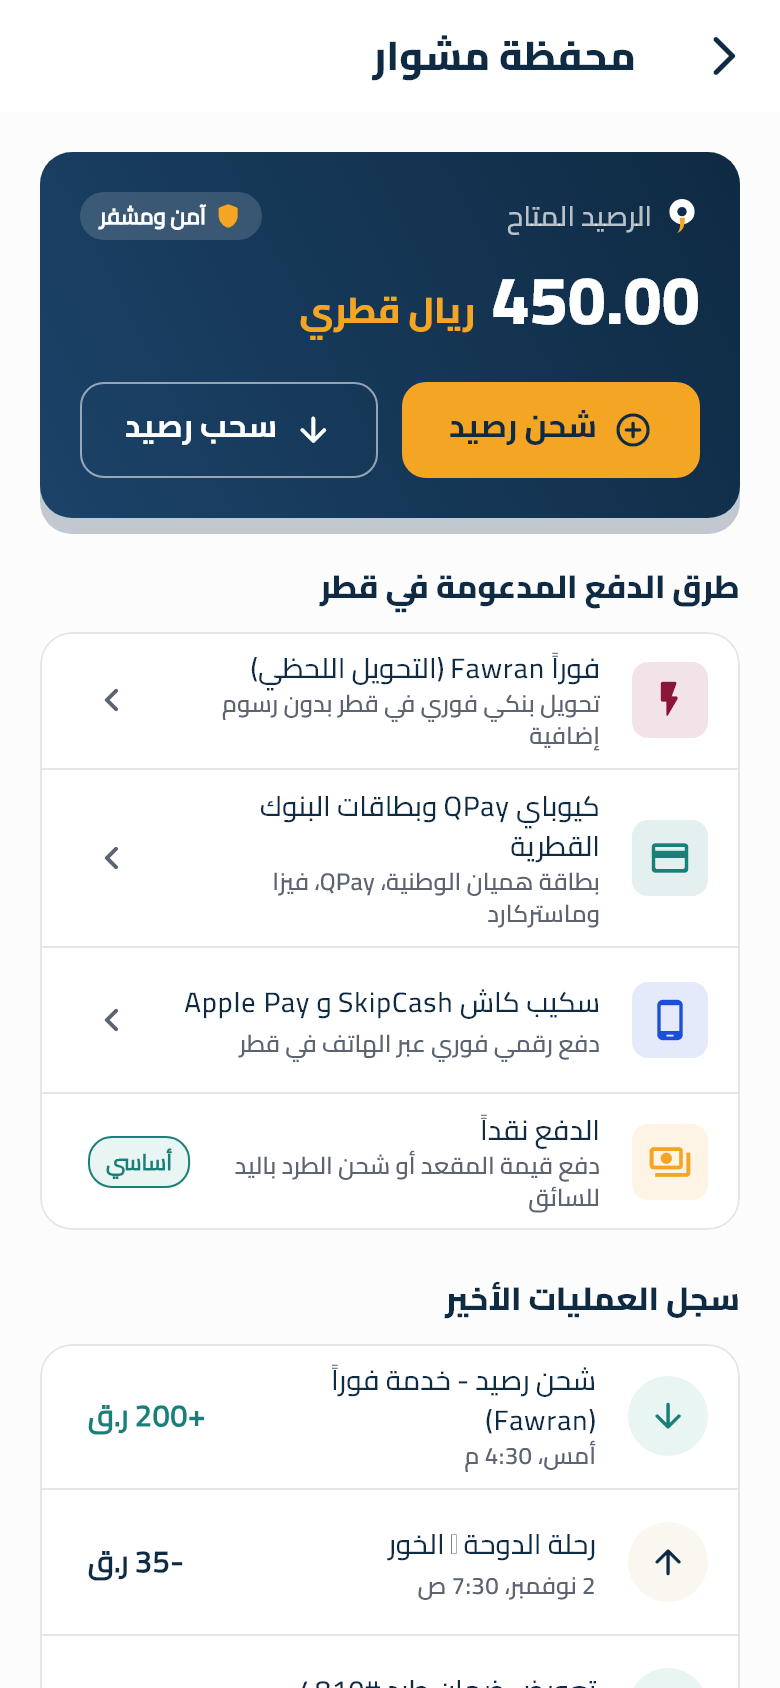 محفظة مشوار
الرصيد المتاح
آمن ومشفر
450.00 ريال قطري
شحن رصيد
سحب رصيد
طرق الدفع المدعومة في قطر
فوراً Fawran (التحويل اللحظي)
تحويل بنكي فوري في قطر بدون رسوم
إضافية
كيوباي QPay وبطاقات البنوك
القطرية
بطاقة هميان الوطنية، QPay، فيزا
وماستركارد
سكيب كاش SkipCash و Apple Pay
دفع رقمي فوري عبر الهاتف في قطر
الدفع نقداً
دفع قيمة المقعد أو شحن الطرد باليد
للسائق
أساسي
سجل العمليات الأخير
شحن رصيد - خدمة فوراً
(Fawran)
أمس، 4:30 م
+200 ر.ق
رحلة الدوحة الخور
2 نوفمبر، 7:30 ص
-35 ر.ق